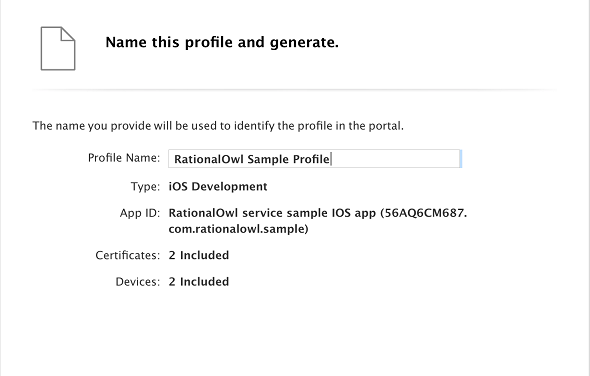 Name this profile and generate.
The name you provide will be used to identify the profile in the portal.
Profile Name: RationalOwl Sample Profile
Type: iOS Development
App ID: RationalOwl service sample IOS app (56AQ6CM687.
com.rationalowl.sample)
Certificates: 2 Included
Devices: 2 Included